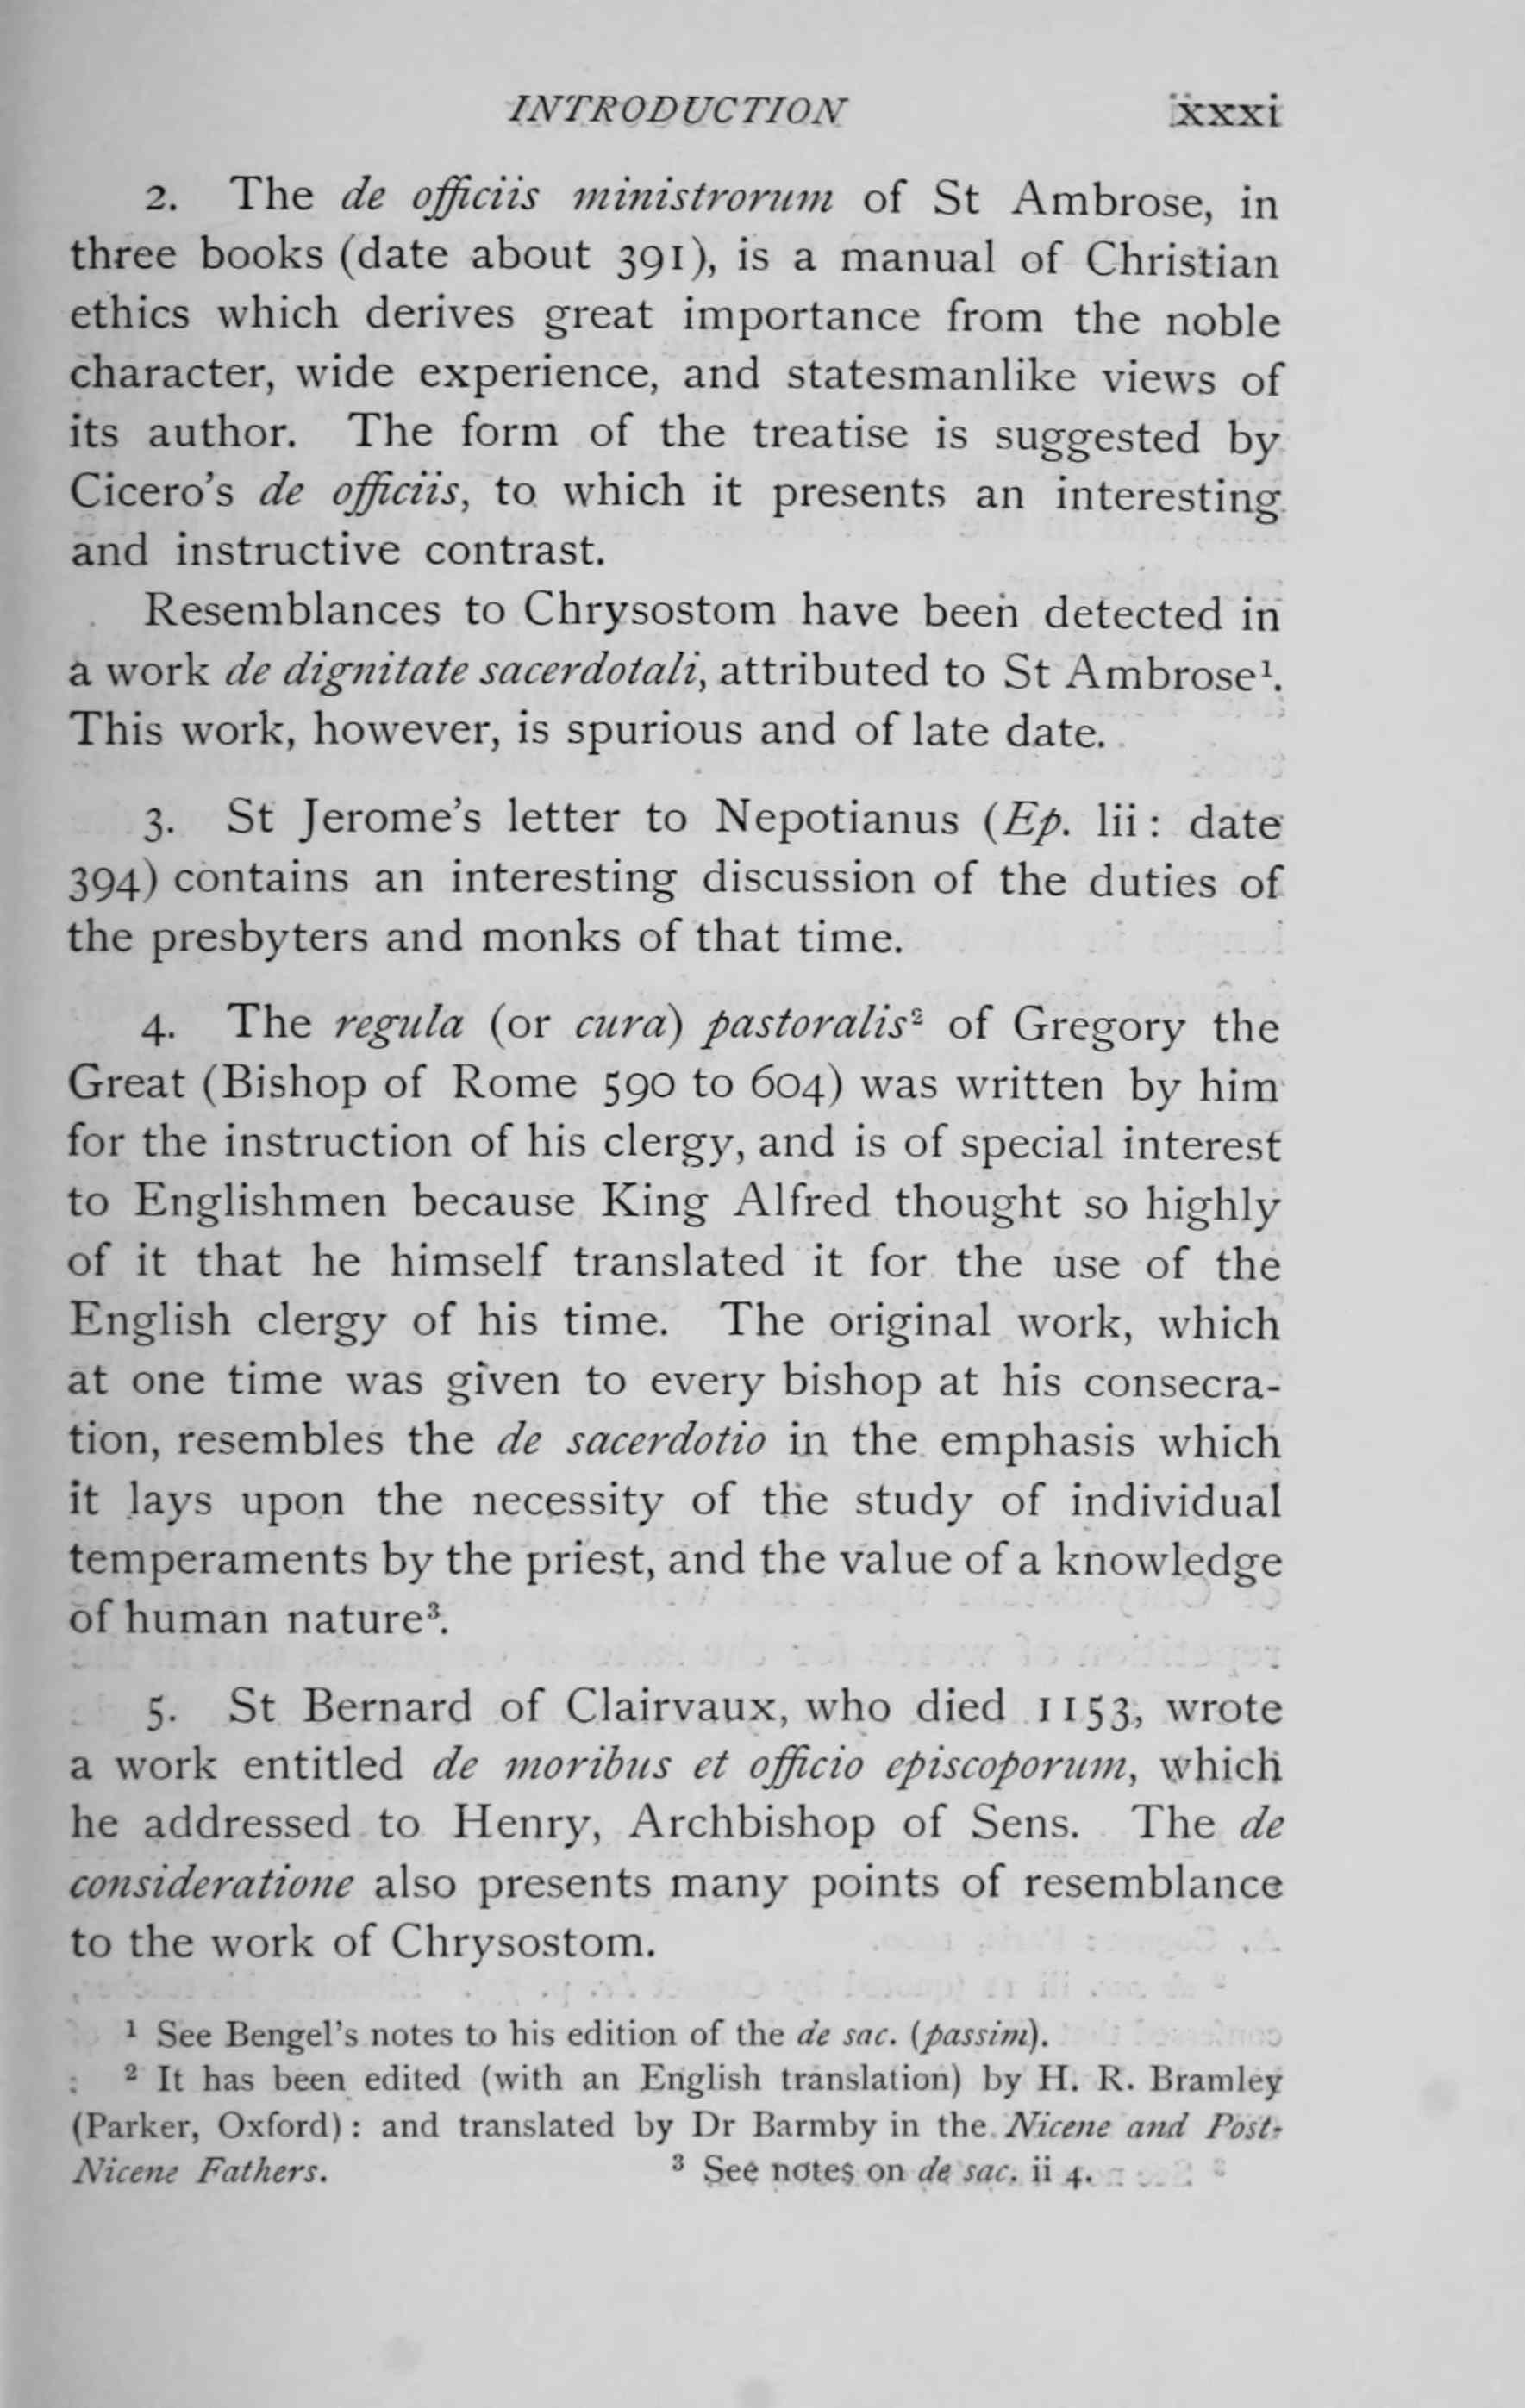 INTRODUCTION xxxi
2. The de officiis ministrorum of St Ambrose, in
three books (date about 391), is a manual of Christian
ethics which derives great importance from the noble
character, wide experience, and statesmanlike views of
its author. The form of the treatise is suggested by
Cicero's de officiis, to which it presents an interesting
and instructive contrast.
Resemblances to Chrysostom have been detected in
a work de dignitate sacerdotali, attributed to St Ambrose¹.
This work, however, is spurious and of late date.
3. St Jerome's letter to Nepotianus (Ep. lii: date
394) contains an interesting discussion of the duties of
the presbyters and monks of that time.
4. The regula (or cura) pastoralis² of Gregory the
Great (Bishop of Rome 590 to 604) was written by him
for the instruction of his clergy, and is of special interest
to Englishmen because King Alfred thought so highly
of it that he himself translated it for the use of the
English clergy of his time. The original work, which
at one time was given to every bishop at his consecra-
tion, resembles the de sacerdotio in the emphasis which
it lays upon the necessity of the study of individual
temperaments by the priest, and the value of a knowledge
of human nature³.
5. St Bernard of Clairvaux, who died 1153, wrote
a work entitled de moribus et officio episcoporum, which
he addressed to Henry, Archbishop of Sens. The de
consideratione also presents many points of resemblance
to the work of Chrysostom.
¹ See Bengel's notes to his edition of the de sac. (passim).
² It has been edited (with an English translation) by H. R. Bramley
(Parker, Oxford): and translated by Dr Barmby in the Nicene and Post-
Nicene Fathers. ³ See notes on de sac. ii 4.